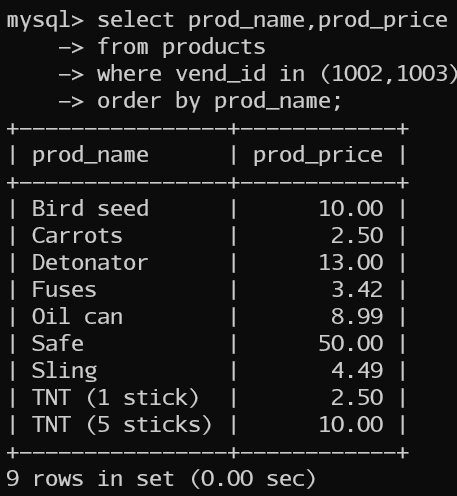 mysql> select prod_name,prod_price
    -> from products
    -> where vend_id in (1002,1003)
    -> order by prod_name;
+----------------+------------+
| prod_name      | prod_price |
+----------------+------------+
| Bird seed      |      10.00 |
| Carrots        |       2.50 |
| Detonator      |      13.00 |
| Fuses          |       3.42 |
| Oil can        |       8.99 |
| Safe           |      50.00 |
| Sling          |       4.49 |
| TNT (1 stick)  |       2.50 |
| TNT (5 sticks) |      10.00 |
+----------------+------------+
9 rows in set (0.00 sec)